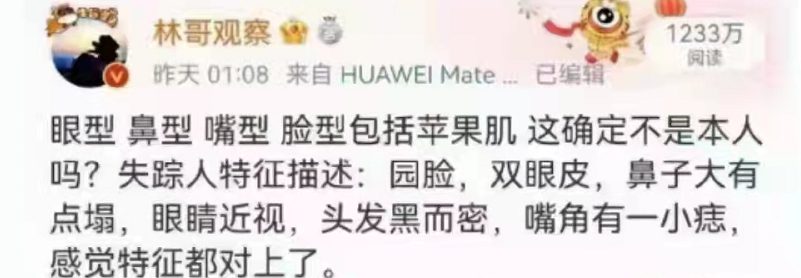 林哥观察
1233万
阅读
昨天 01:08 来自 HUAWEI Mate ... 已编辑
眼型 鼻型 嘴型 脸型包括苹果肌 这确定不是本人
吗？失踪人特征描述：园脸，双眼皮，鼻子大有
点塌，眼睛近视，头发黑而密，嘴角有一小痣，
感觉特征都对上了。